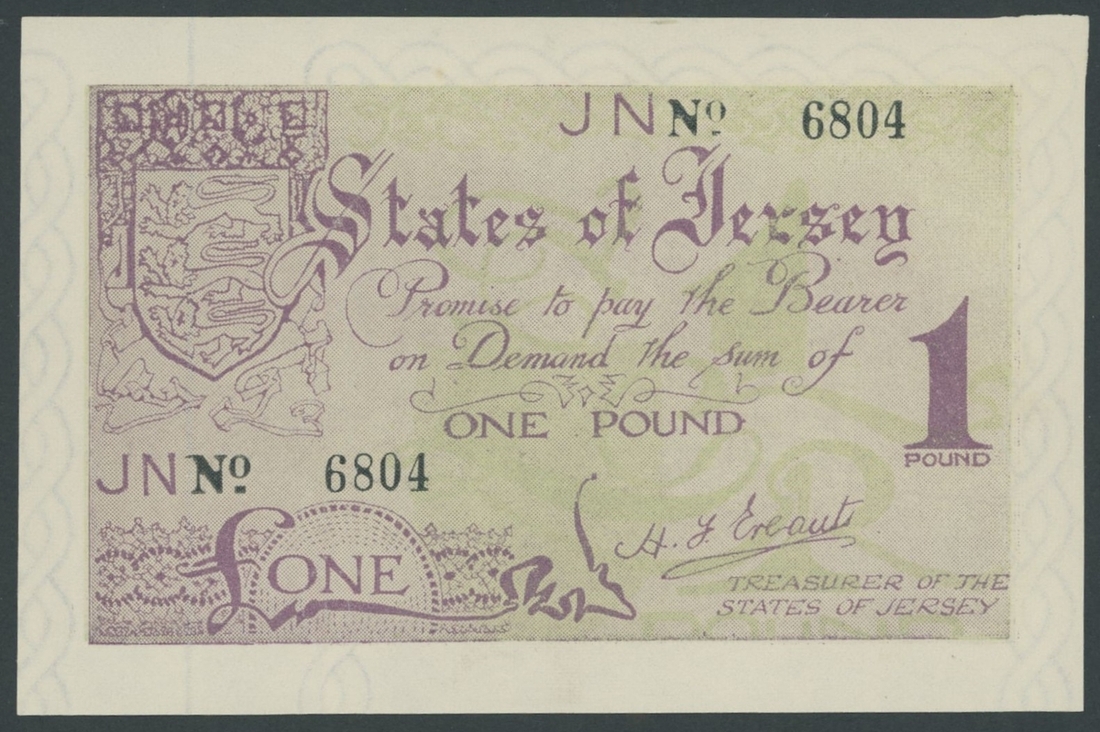 JN Nº 6804
States of Jersey
Promise to pay the Bearer
on Demand the sum of
ONE POUND
1
POUND
JN Nº 6804
£ONE
H. F. Ereaut
TREASURER OF THE
STATES OF JERSEY